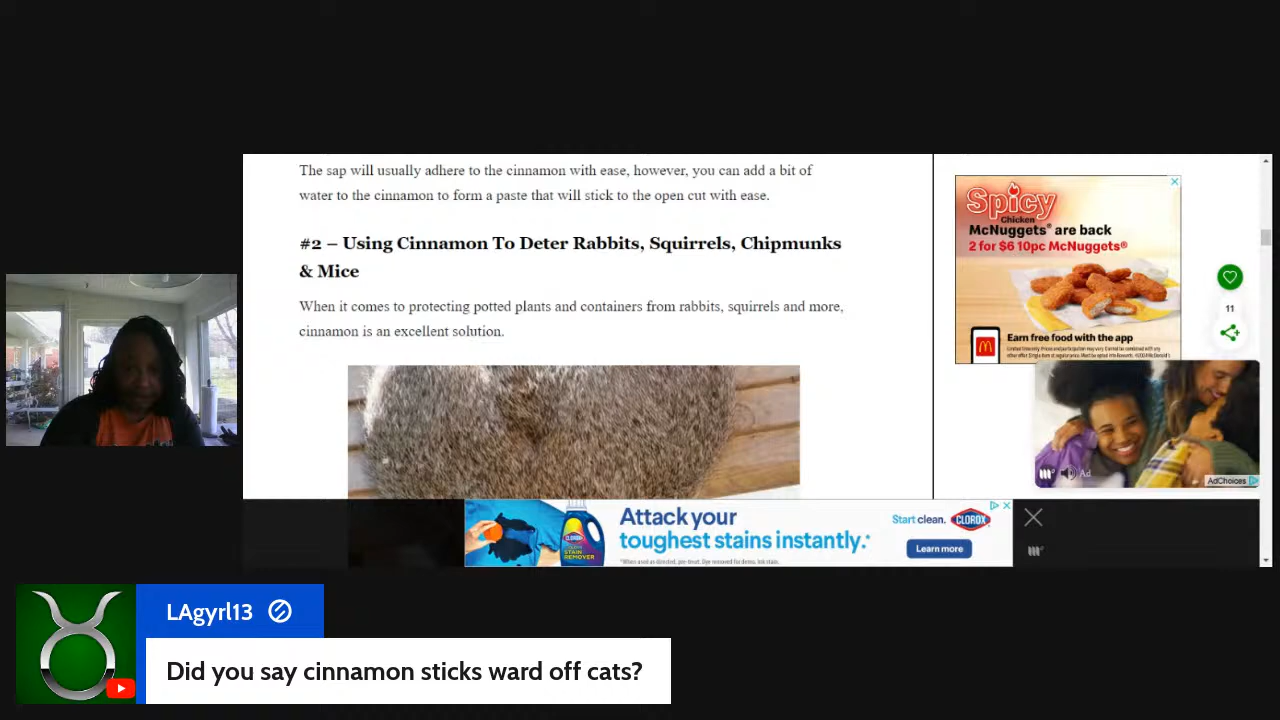 The sap will usually adhere to the cinnamon with ease, however, you can add a bit of
water to the cinnamon to form a paste that will stick to the open cut with ease.
#2 – Using Cinnamon To Deter Rabbits, Squirrels, Chipmunks
& Mice
When it comes to protecting potted plants and containers from rabbits, squirrels and more,
cinnamon is an excellent solution.
Spicy
Chicken
McNuggets® are back
2 for $6 10pc McNuggets®
Earn free food with the app
11
Ad
AdChoices
Attack your
toughest stains instantly.*
Start clean.
CLOROX
Learn more
LAgyrl13
Did you say cinnamon sticks ward off cats?